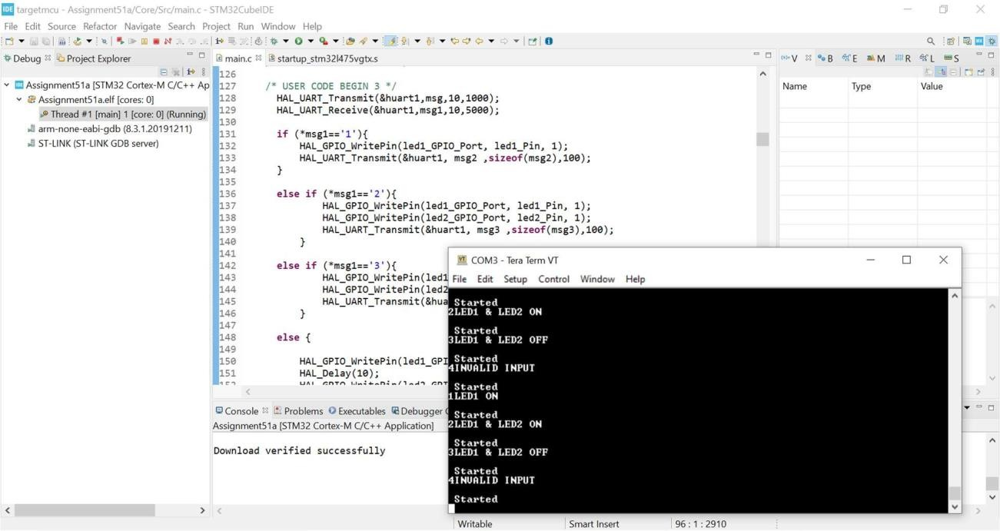 IDE targetmcu - Assignment51a/Core/Src/main.c - STM32CubeIDE
File Edit Source Refactor Navigate Search Project Run Window Help
Debug Project Explorer
Assignment51a [STM32 Cortex-M C/C++ Ap
Assignment51a.elf [cores: 0]
Thread #1 [main] 1 [core: 0] (Running)
arm-none-eabi-gdb (8.3.1.20191211)
ST-LINK (ST-LINK GDB server)
main.c startup_stm32l475vgtx.s
126
127 /* USER CODE BEGIN 3 */
128 HAL_UART_Transmit(&huart1,msg,10,1000);
129 HAL_UART_Receive(&huart1,msg1,10,5000);
130
131 if (*msg1=='1'){
132 HAL_GPIO_WritePin(led1_GPIO_Port, led1_Pin, 1);
133 HAL_UART_Transmit(&huart1, msg2 ,sizeof(msg2),100);
134 }
135
136 else if (*msg1=='2'){
137 HAL_GPIO_WritePin(led1_GPIO_Port, led1_Pin, 1);
138 HAL_GPIO_WritePin(led2_GPIO_Port, led2_Pin, 1);
139 HAL_UART_Transmit(&huart1, msg3 ,sizeof(msg3),100);
140 }
141
142 else if (*msg1=='3'){
143 HAL_GPIO_WritePin(led1
144 HAL_GPIO_WritePin(led2
145 HAL_UART_Transmit(&hua
146 }
147
148 else {
149
150 HAL_GPIO_WritePin(led1_GPI
151 HAL_Delay(10);
152 HAL_GPIO_WritePin(led2_GPI
V B E M R L S
Name Type Value
Console Problems Executables Debugger C
Assignment51a [STM32 Cortex-M C/C++ Application]
Download verified successfully
COM3 - Tera Term VT
File Edit Setup Control Window Help
Started
2LED1 & LED2 ON
Started
3LED1 & LED2 OFF
Started
4INVALID INPUT
Started
1LED1 ON
Started
2LED1 & LED2 ON
Started
3LED1 & LED2 OFF
Started
4INVALID INPUT
Started
Writable Smart Insert 96 : 1 : 2910